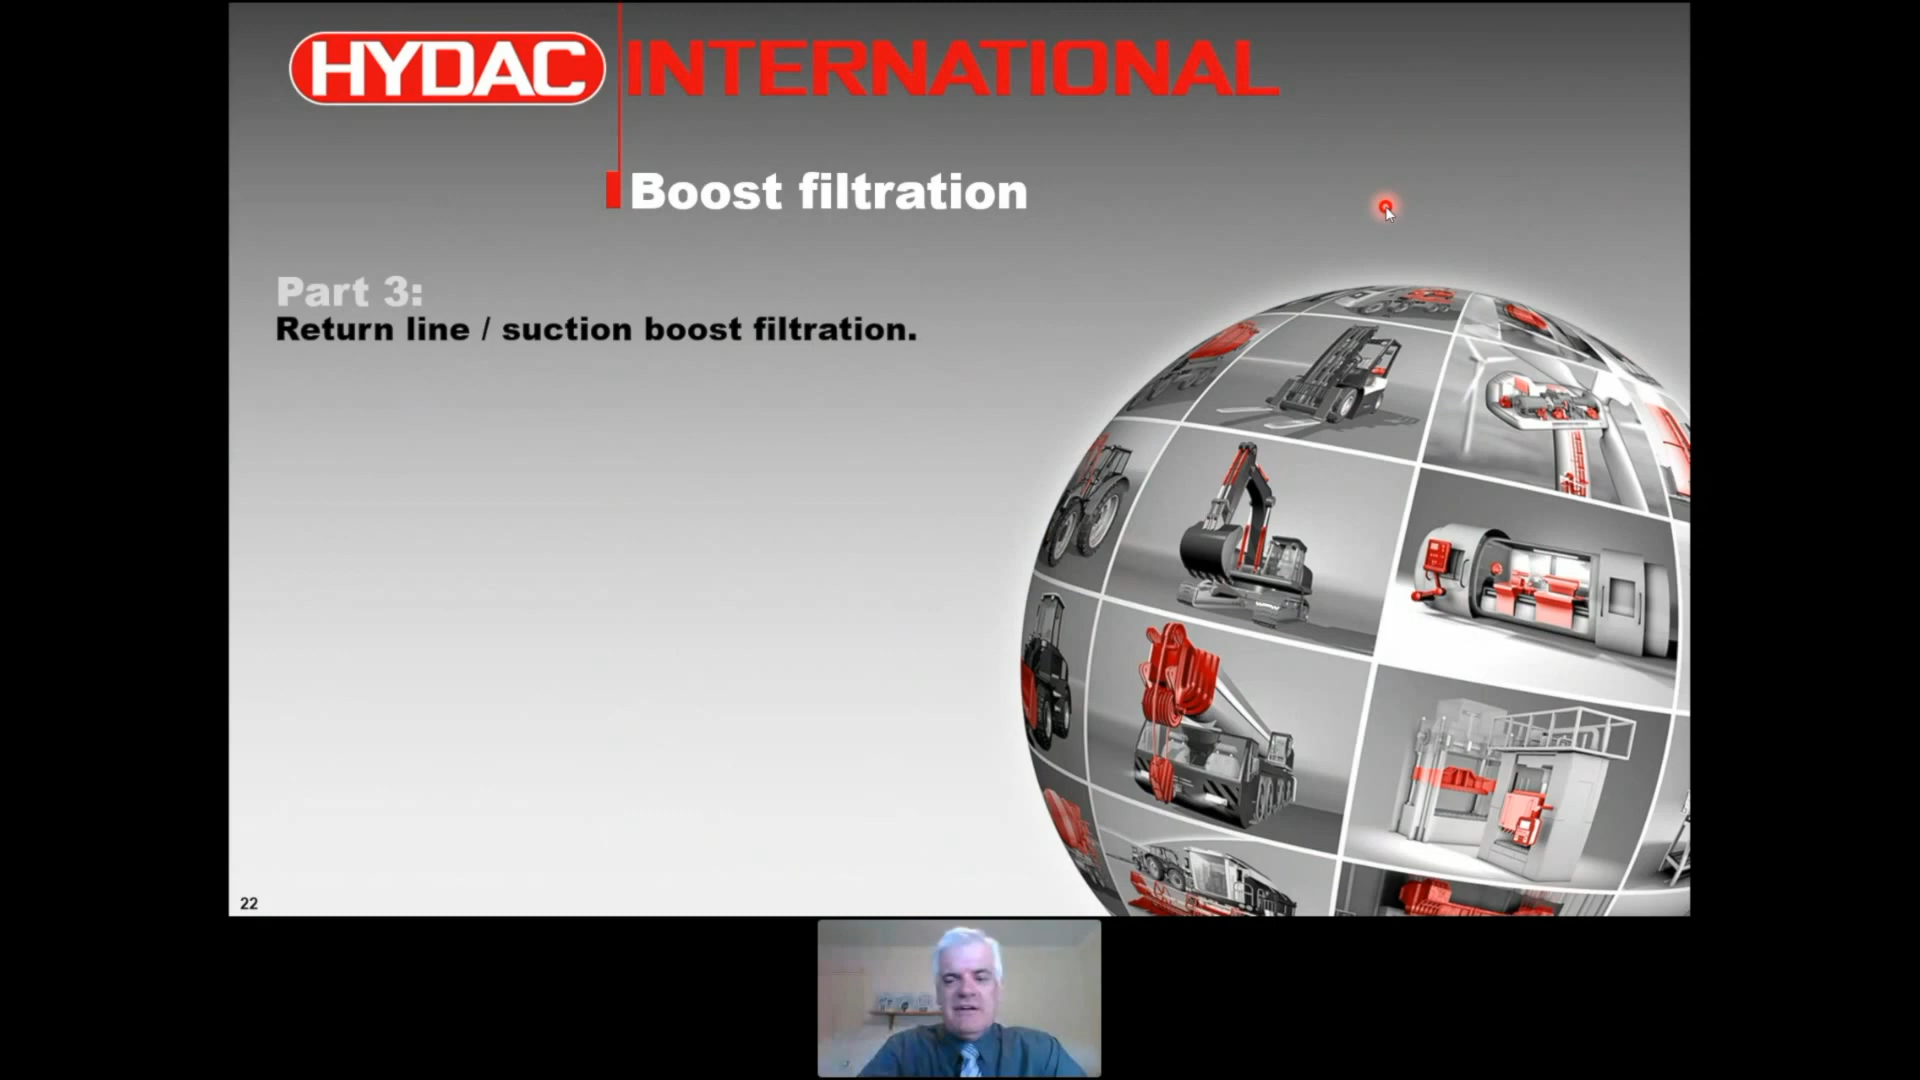 HYDAC INTERNATIONAL
Boost filtration
Part 3:
Return line / suction boost filtration.
22